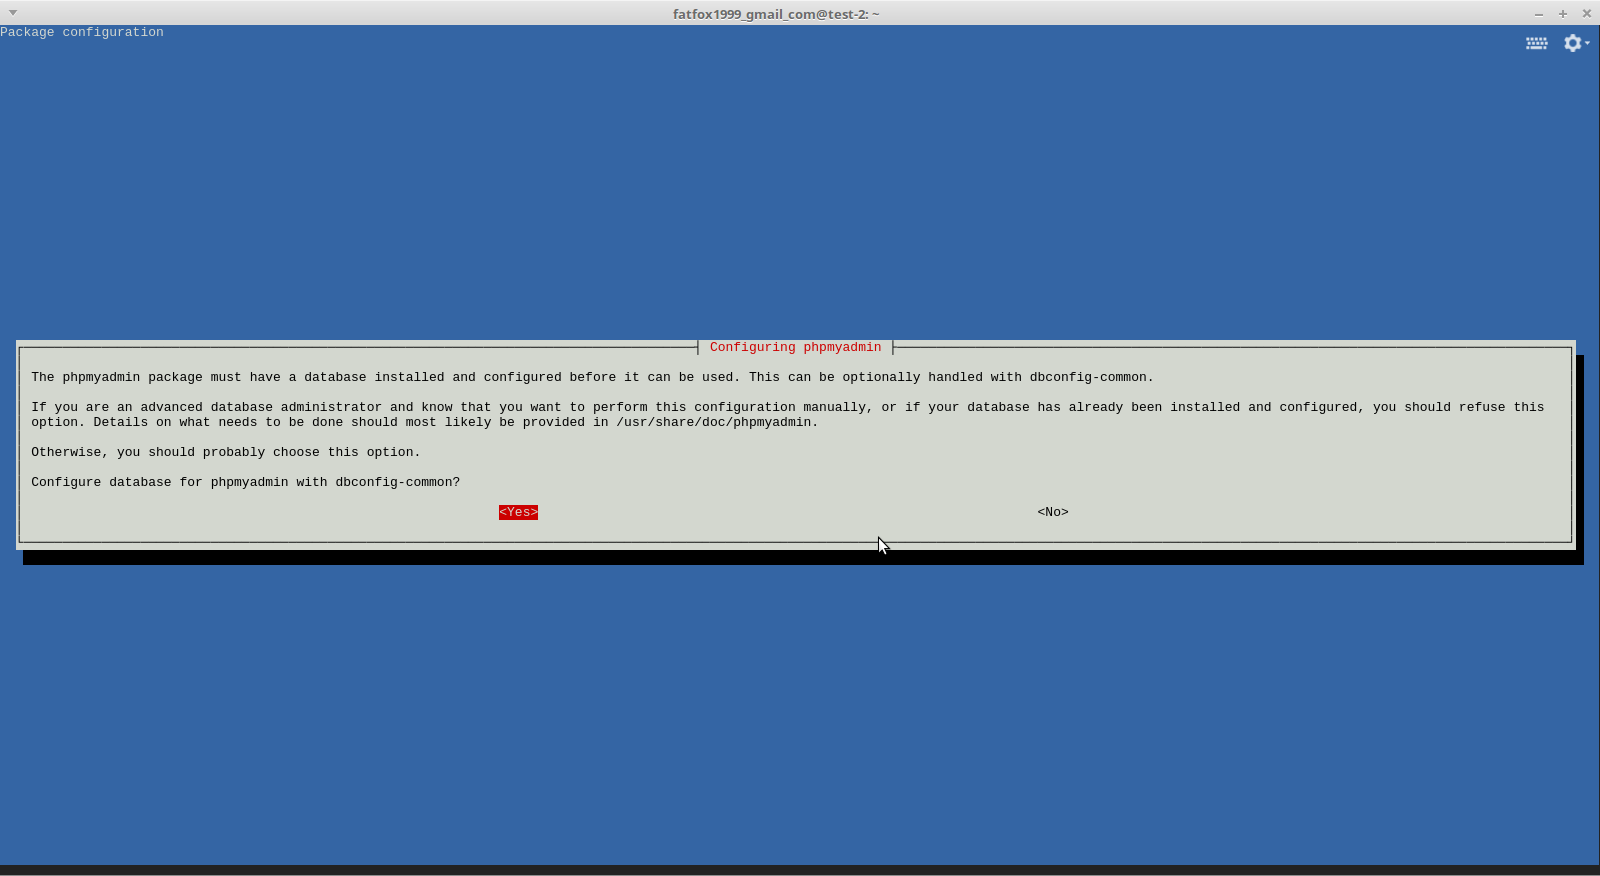 fatfox1999_gmail_com@test-2: ~
Package configuration
Configuring phpmyadmin
The phpmyadmin package must have a database installed and configured before it can be used. This can be optionally handled with dbconfig-common.
If you are an advanced database administrator and know that you want to perform this configuration manually, or if your database has already been installed and configured, you should refuse this
option. Details on what needs to be done should most likely be provided in /usr/share/doc/phpmyadmin.
Otherwise, you should probably choose this option.
Configure database for phpmyadmin with dbconfig-common?
<Yes> <No>